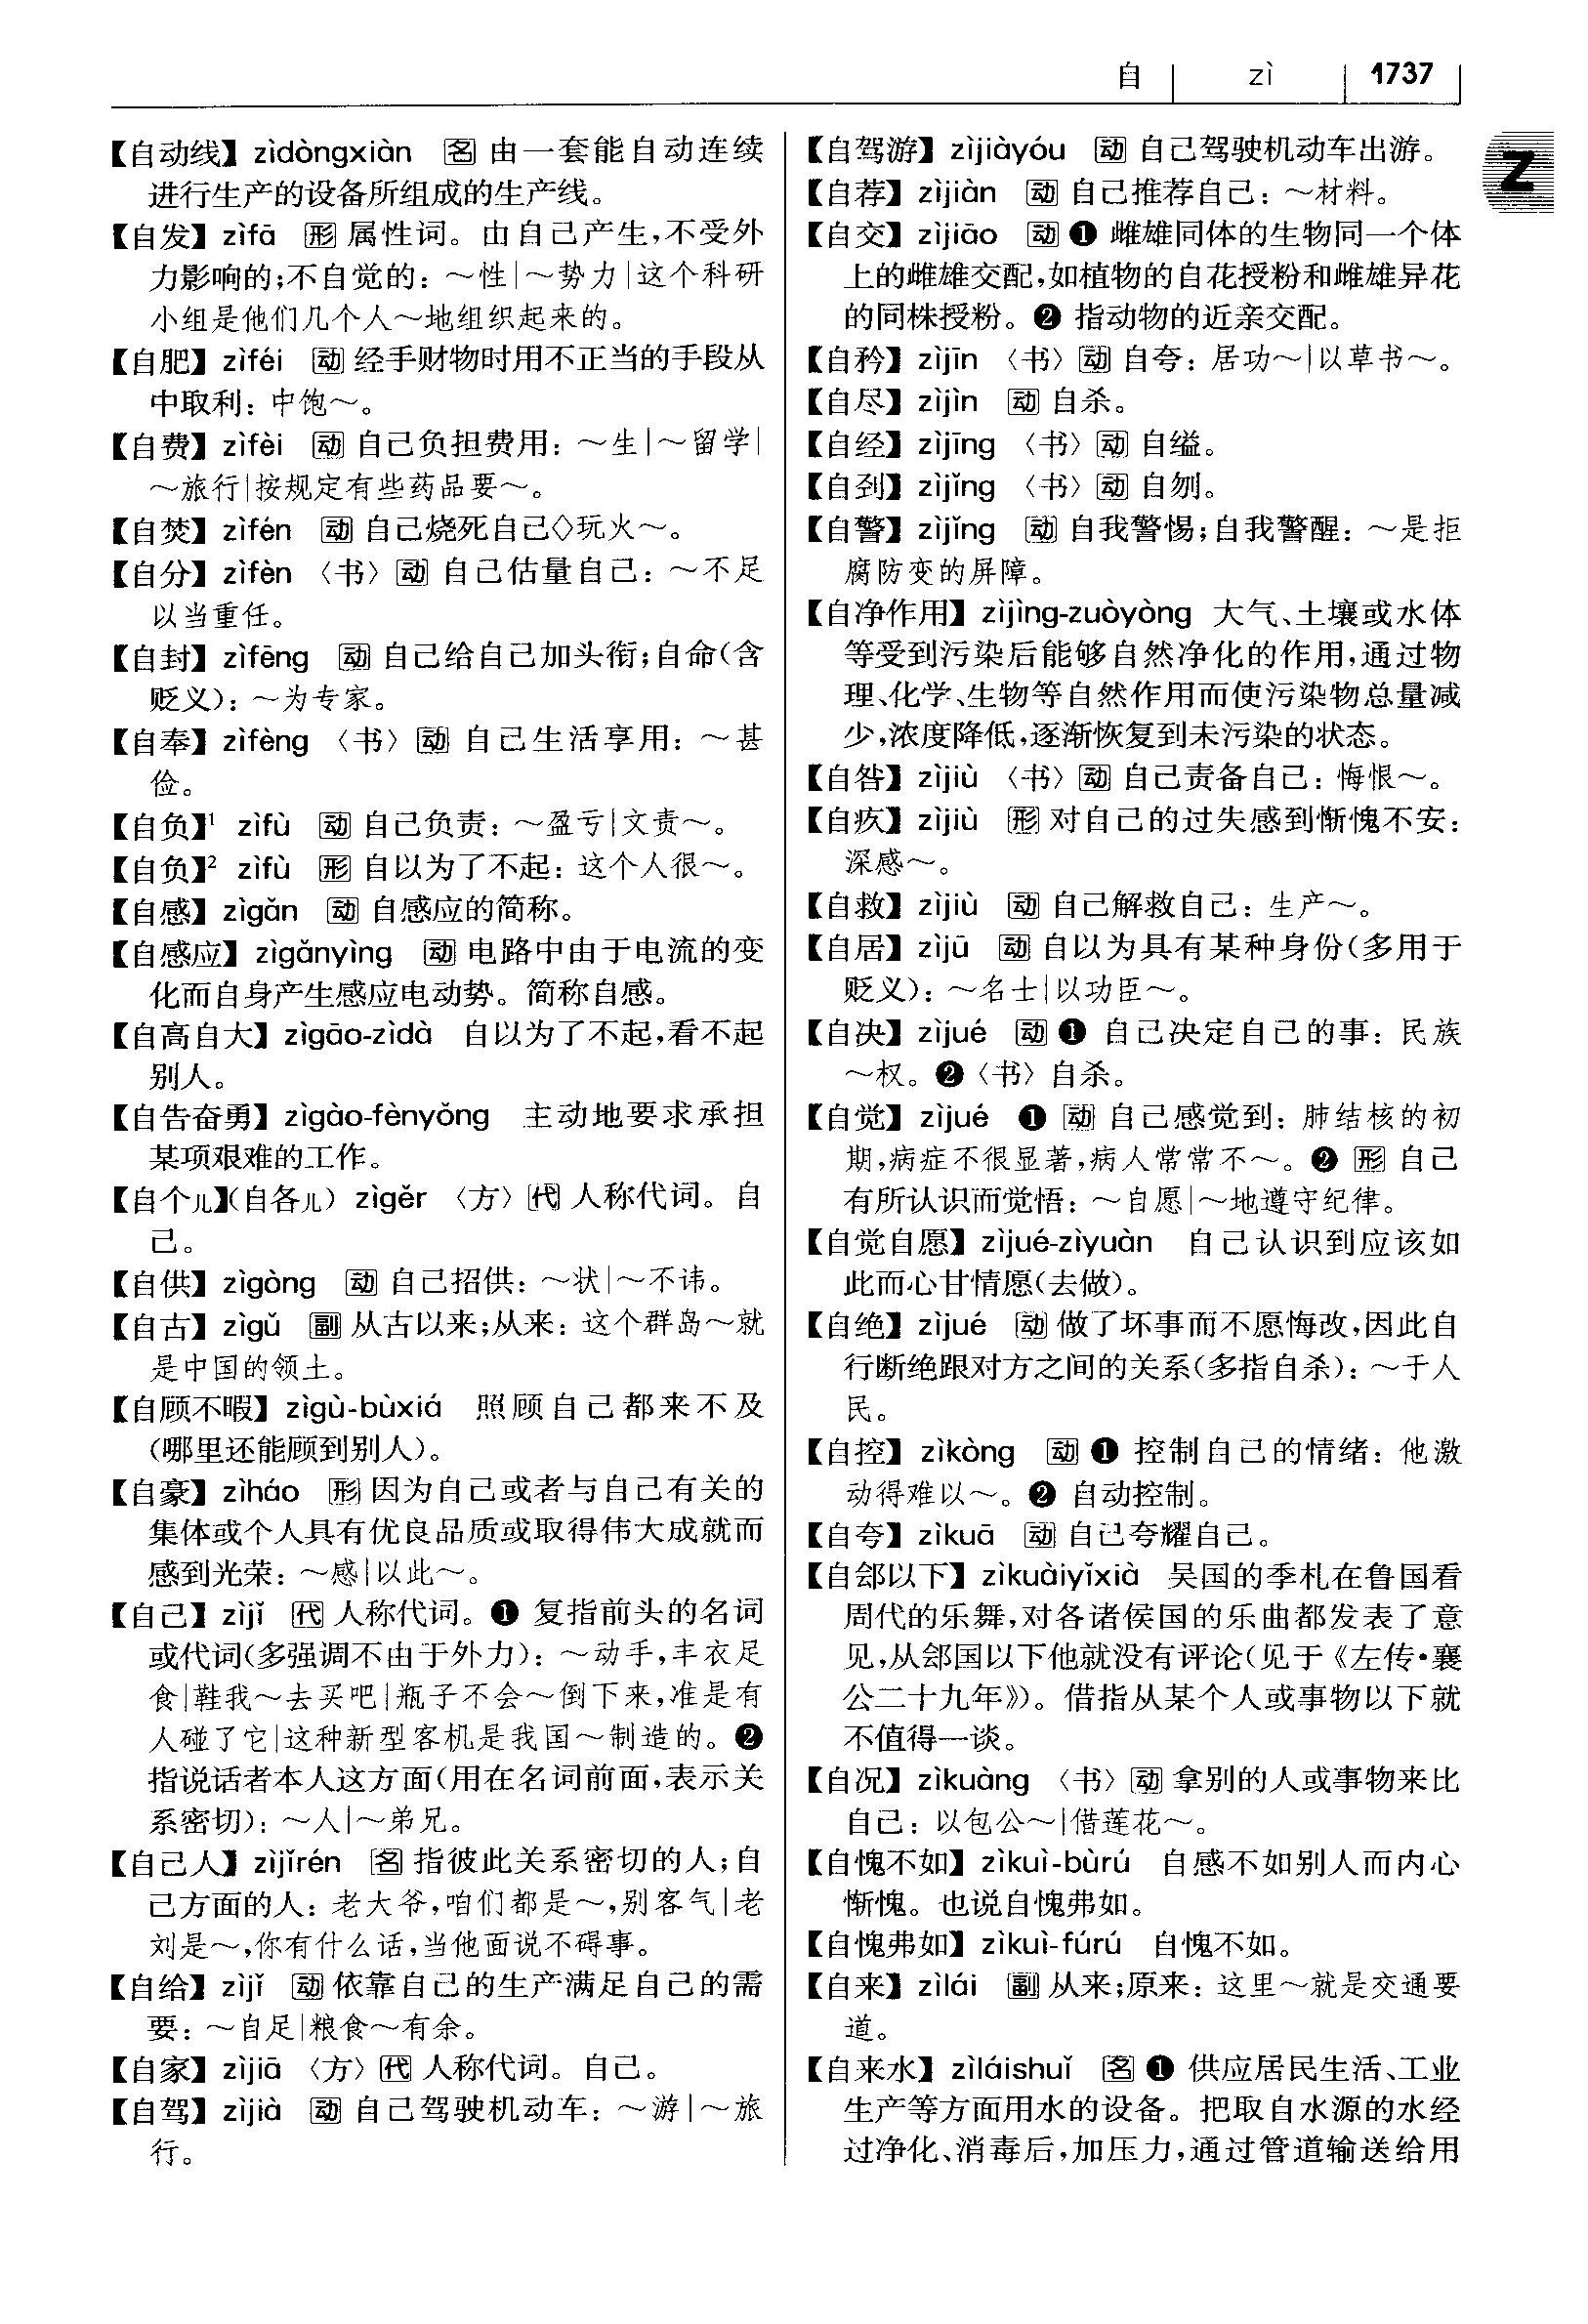 自 zì 1737
Z
【自动线】 zìdònɡxiàn 名 由一套能自动连续
进行生产的设备所组成的生产线。
【自发】 zìfā 形 属性词。由自己产生,不受外
力影响的;不自觉的:～性|～势力|这个科研
小组是他们几个人～地组织起来的。
【自肥】 zìféi 动 经手财物时用不正当的手段从
中取利:中饱～。
【自费】 zìfèi 动 自己负担费用:～生|～留学|
～旅行|按规定有些药品要～。
【自焚】 zìfén 动 自己烧死自己◇玩火～。
【自分】 zìfèn 〈书〉 动 自己估量自己:～不足
以当重任。
【自封】 zìfēnɡ 动 自己给自己加头衔;自命(含
贬义):～为专家。
【自奉】 zìfènɡ 〈书〉 动 自己生活享用:～甚
俭。
【自负】¹ zìfù 动 自己负责:～盈亏|文责～。
【自负】² zìfù 形 自以为了不起:这个人很～。
【自感】 zìɡǎn 动 自感应的简称。
【自感应】 zìɡǎnyìnɡ 动 电路中由于电流的变
化而自身产生感应电动势。简称自感。
【自高自大】 zìɡāo-zìdà 自以为了不起,看不起
别人。
【自告奋勇】 zìɡào-fènyǒnɡ 主动地要求承担
某项艰难的工作。
【自个儿】(自各儿) zìɡěr 〈方〉 代 人称代词。自
己。
【自供】 zìɡònɡ 动 自己招供:～状|～不讳。
【自古】 zìɡǔ 副 从古以来;从来:这个群岛～就
是中国的领土。
【自顾不暇】 zìɡù-bùxiá 照顾自己都来不及
(哪里还能顾到别人)。
【自豪】 zìháo 形 因为自己或者与自己有关的
集体或个人具有优良品质或取得伟大成就而
感到光荣:～感|以此～。
【自己】 zìjǐ 代 人称代词。❶ 复指前头的名词
或代词(多强调不由于外力):～动手,丰衣足
食|鞋我～去买吧|瓶子不会～倒下来,准是有
人碰了它|这种新型客机是我国～制造的。❷
指说话者本人这方面(用在名词前面,表示关
系密切):～人|～弟兄。
【自己人】 zìjǐrén 名 指彼此关系密切的人;自
己方面的人:老大爷,咱们都是～,别客气|老
刘是～,你有什么话,当他面说不碍事。
【自给】 zìjǐ 动 依靠自己的生产满足自己的需
要:～自足|粮食～有余。
【自家】 zìjiā 〈方〉 代 人称代词。自己。
【自驾】 zìjià 动 自己驾驶机动车:～游|～旅
行。
【自驾游】 zìjiàyóu 动 自己驾驶机动车出游。
【自荐】 zìjiàn 动 自己推荐自己:～材料。
【自交】 zìjiāo 动 ❶ 雌雄同体的生物同一个体
上的雌雄交配,如植物的自花授粉和雌雄异花
的同株授粉。❷ 指动物的近亲交配。
【自矜】 zìjīn 〈书〉 动 自夸:居功～|以草书～。
【自尽】 zìjìn 动 自杀。
【自经】 zìjīnɡ 〈书〉 动 自缢。
【自刭】 zìjǐnɡ 〈书〉 动 自刎。
【自警】 zìjǐnɡ 动 自我警惕;自我警醒:～是拒
腐防变的屏障。
【自净作用】 zìjìnɡ-zuòyònɡ 大气、土壤或水体
等受到污染后能够自然净化的作用,通过物
理、化学、生物等自然作用而使污染物总量减
少,浓度降低,逐渐恢复到未污染的状态。
【自咎】 zìjiù 〈书〉 动 自己责备自己:悔恨～。
【自疚】 zìjiù 形 对自己的过失感到惭愧不安:
深感～。
【自救】 zìjiù 动 自己解救自己:生产～。
【自居】 zìjū 动 自以为具有某种身份(多用于
贬义):～名士|以功臣～。
【自决】 zìjué 动 ❶ 自己决定自己的事:民族
～权。❷〈书〉 自杀。
【自觉】 zìjué ❶ 动 自己感觉到:肺结核的初
期,病症不很显著,病人常常不～。❷ 形 自己
有所认识而觉悟:～自愿|～地遵守纪律。
【自觉自愿】 zìjué-zìyuàn 自己认识到应该如
此而心甘情愿(去做)。
【自绝】 zìjué 动 做了坏事而不愿悔改,因此自
行断绝跟对方之间的关系(多指自杀):～于人
民。
【自控】 zìkònɡ 动 ❶ 控制自己的情绪:他激
动得难以～。❷ 自动控制。
【自夸】 zìkuā 动 自己夸耀自己。
【自郐以下】 zìkuàiyǐxià 吴国的季札在鲁国看
周代的乐舞,对各诸侯国的乐曲都发表了意
见,从郐国以下他就没有评论(见于《左传•襄
公二十九年》)。借指从某个人或事物以下就
不值得一谈。
【自况】 zìkuànɡ 〈书〉 动 拿别的人或事物来比
自己:以包公～|借莲花～。
【自愧不如】 zìkuì-bùrú 自感不如别人而内心
惭愧。也说自愧弗如。
【自愧弗如】 zìkuì-fúrú 自愧不如。
【自来】 zìlái 副 从来;原来:这里～就是交通要
道。
【自来水】 zìláishuǐ 名 ❶ 供应居民生活、工业
生产等方面用水的设备。把取自水源的水经
过净化、消毒后,加压力,通过管道输送给用